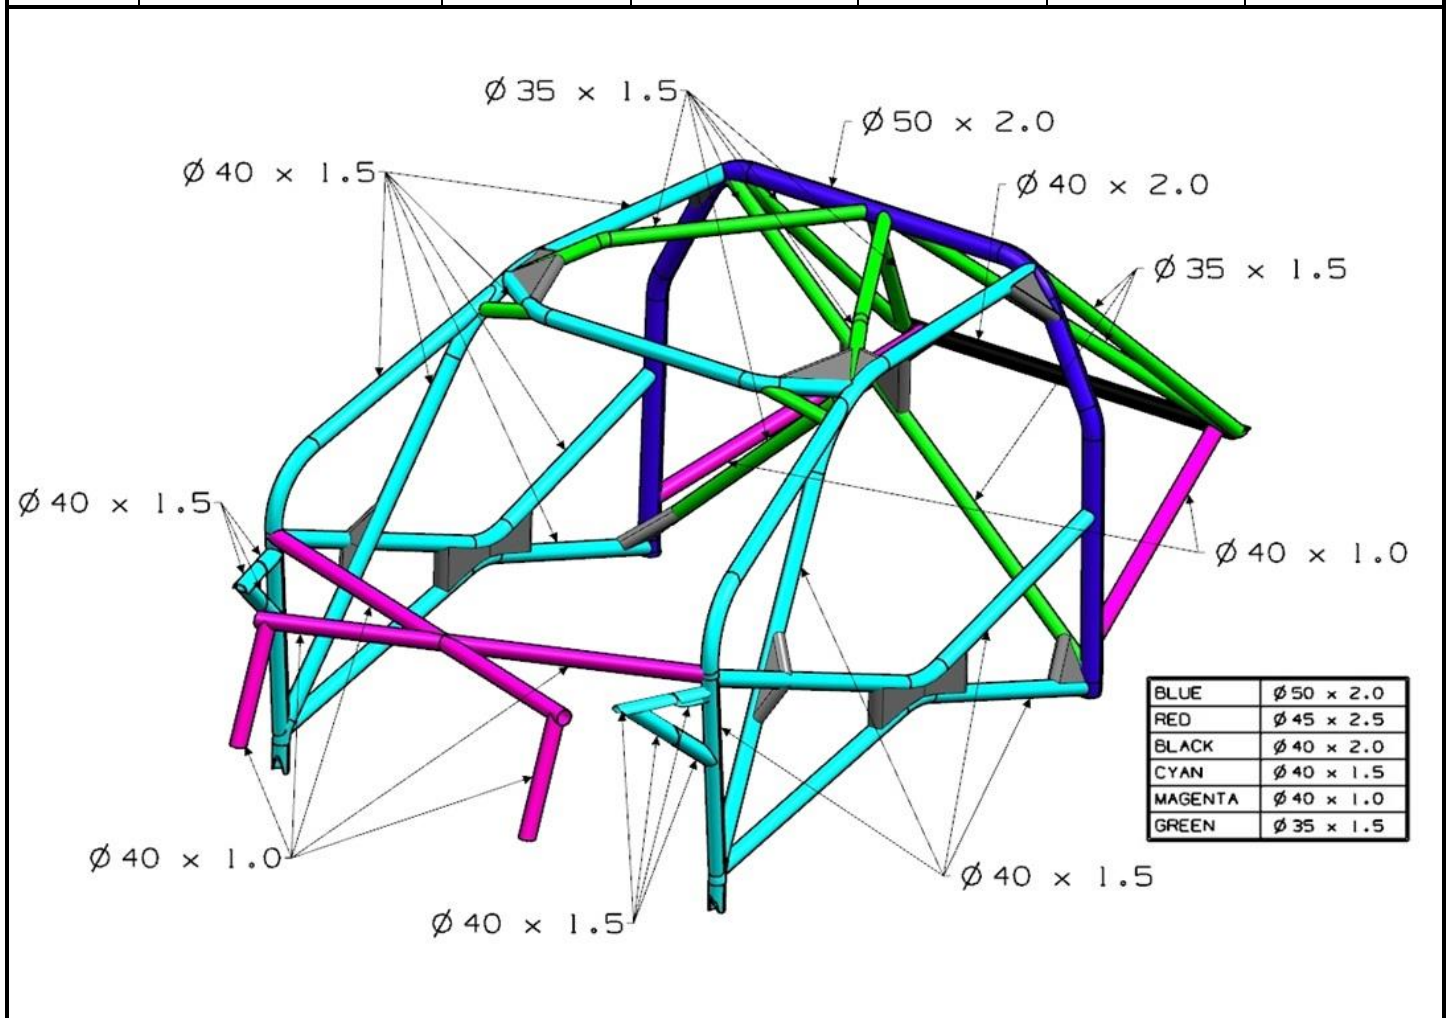 Ø 35 x 1.5
Ø 50 x 2.0
Ø 40 x 1.5
Ø 40 x 2.0
Ø 35 x 1.5
Ø 40 x 1.5
Ø 40 x 1.0
BLUE Ø 50 x 2.0
RED Ø 45 x 2.5
BLACK Ø 40 x 2.0
CYAN Ø 40 x 1.5
MAGENTA Ø 40 x 1.0
GREEN Ø 35 x 1.5
Ø 40 x 1.0
Ø 40 x 1.5
Ø 40 x 1.5